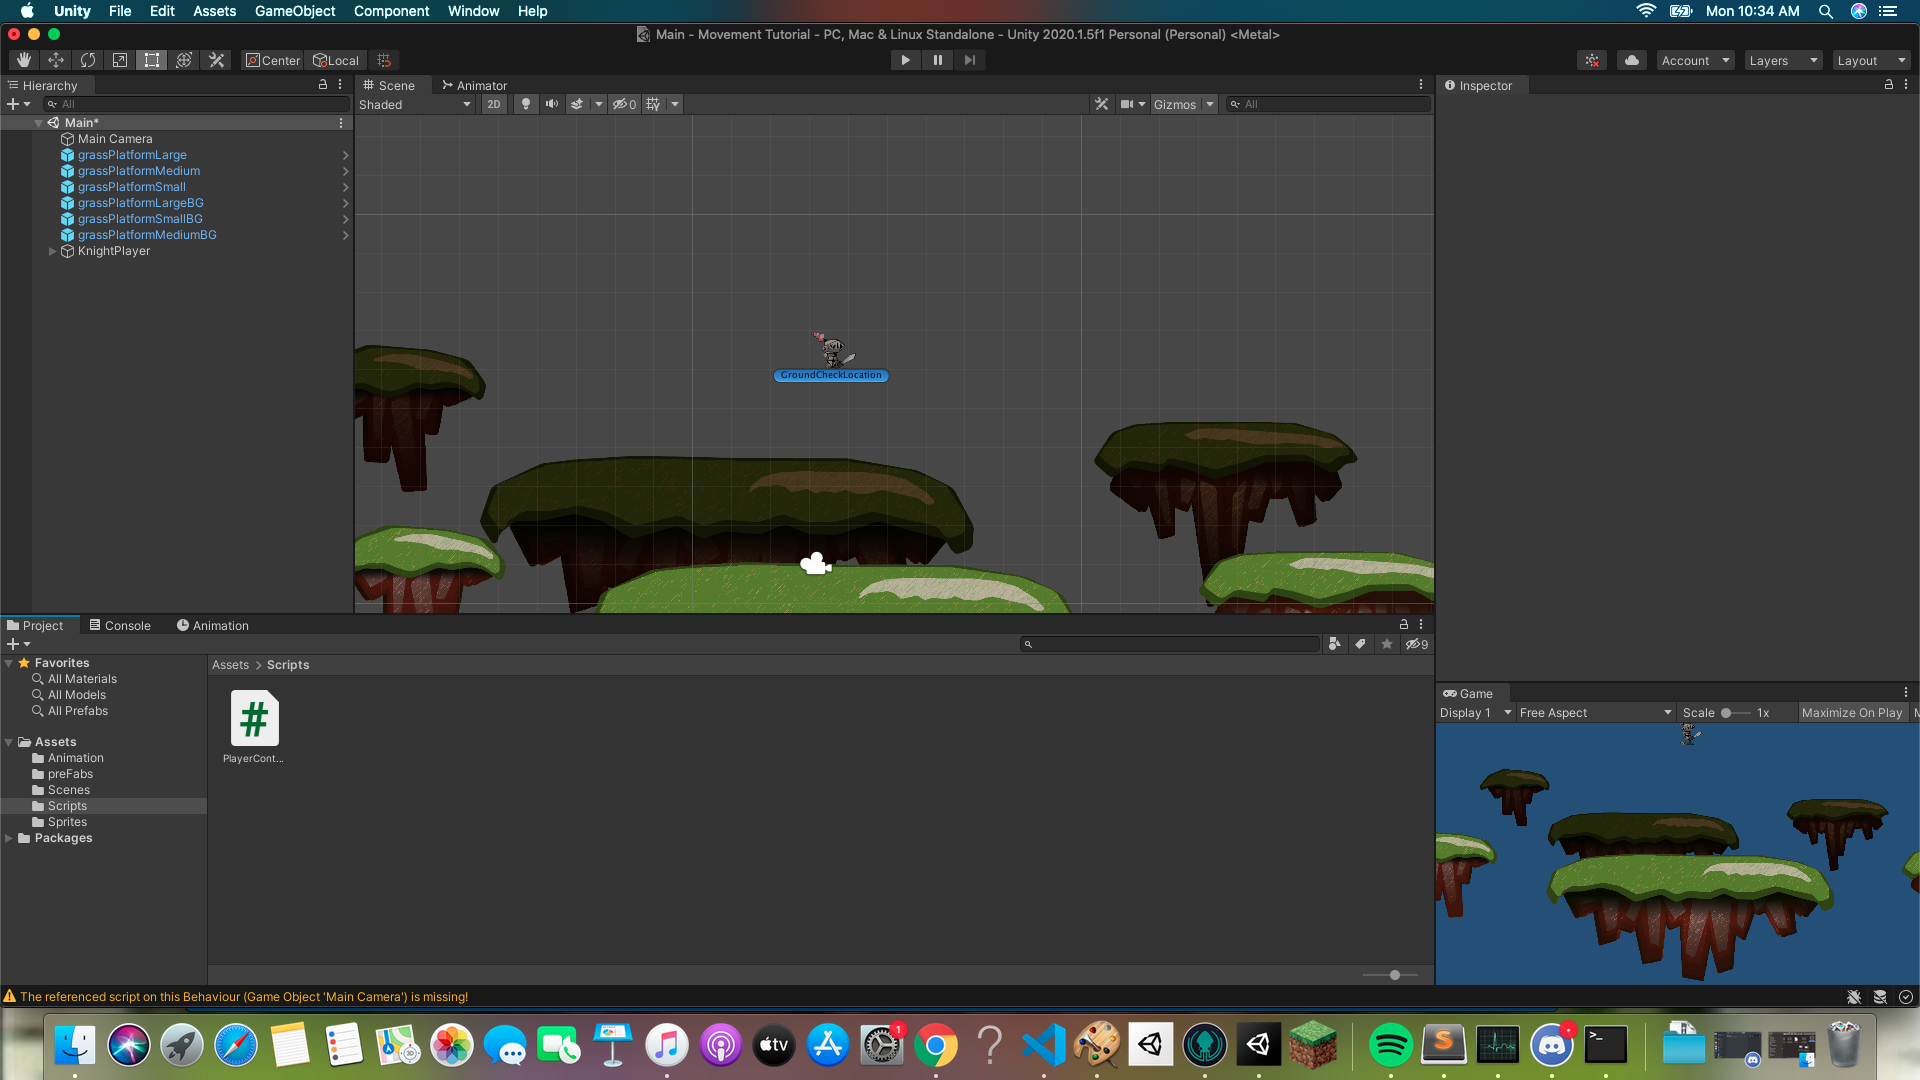 Unity File Edit Assets GameObject Component Window Help Mon 10:34 AM
Main - Movement Tutorial - PC, Mac & Linux Standalone - Unity 2020.1.5f1 Personal (Personal) <Metal>
Center Local Account Layers Layout
Hierarchy Scene Animator Inspector
All Shaded 2D 0 Gizmos All
Main*
Main Camera
grassPlatformLarge
grassPlatformMedium
grassPlatformSmall
grassPlatformLargeBG
grassPlatformSmallBG
grassPlatformMediumBG
KnightPlayer
GroundCheckLocation
Project Console Animation
9
Favorites
All Materials
All Models
All Prefabs
Assets
Animation
preFabs
Scenes
Scripts
Sprites
Packages
Assets > Scripts
#
PlayerCont...
Game
Display 1 Free Aspect Scale 1x Maximize On Play M
The referenced script on this Behaviour (Game Object 'Main Camera') is missing!
3D tv 1 ? S >_